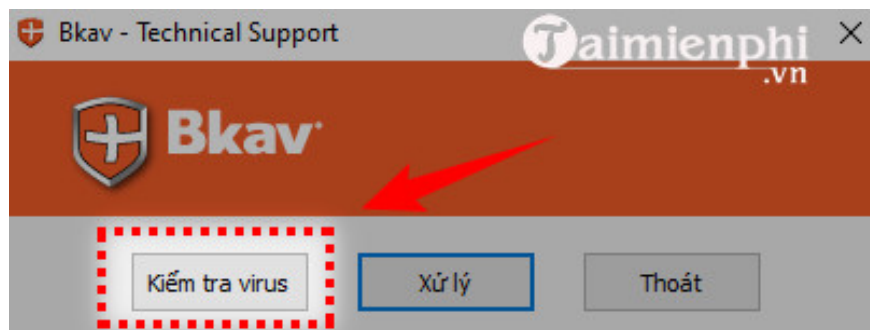 Bkav - Technical Support
Taimienphi
.vn
Bkav
Kiểm tra virus
Xử lý
Thoát